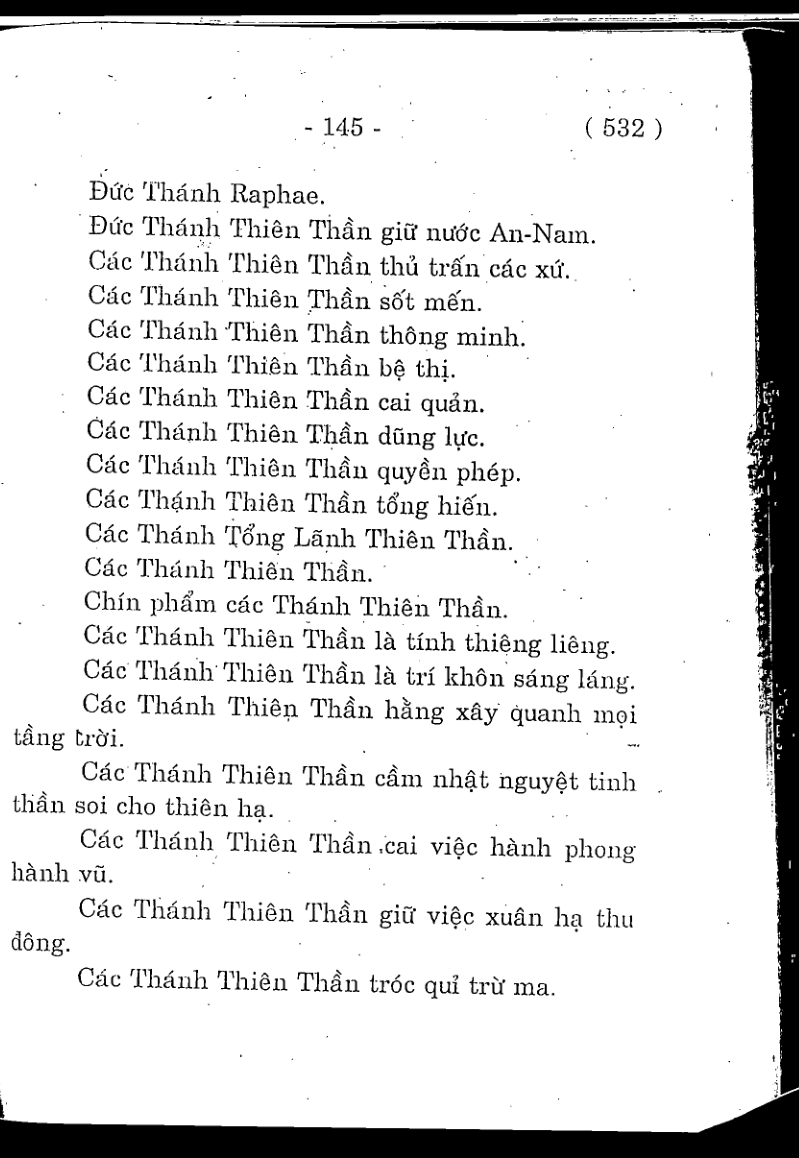 - 145 - ( 532 )
Đức Thánh Raphae.
Đức Thánh Thiên Thần giữ nước An-Nam.
Các Thánh Thiên Thần thủ trấn các xứ.
Các Thánh Thiên Thần sốt mến.
Các Thánh Thiên Thần thông minh.
Các Thánh Thiên Thần bệ thị.
Các Thánh Thiên Thần cai quản.
Các Thánh Thiên Thần dũng lực.
Các Thánh Thiên Thần quyền phép.
Các Thánh Thiên Thần tổng hiến.
Các Thánh Tổng Lãnh Thiên Thần.
Các Thánh Thiên Thần.
Chín phẩm các Thánh Thiên Thần.
Các Thánh Thiên Thần là tính thiêng liêng.
Các Thánh Thiên Thần là trí khôn sáng láng.
Các Thánh Thiên Thần hằng xây quanh mọi
tầng trời.
Các Thánh Thiên Thần cầm nhật nguyệt tinh
thần soi cho thiên hạ.
Các Thánh Thiên Thần cai việc hành phong
hành vũ.
Các Thánh Thiên Thần giữ việc xuân hạ thu
đông.
Các Thánh Thiên Thần tróc quỉ trừ ma.